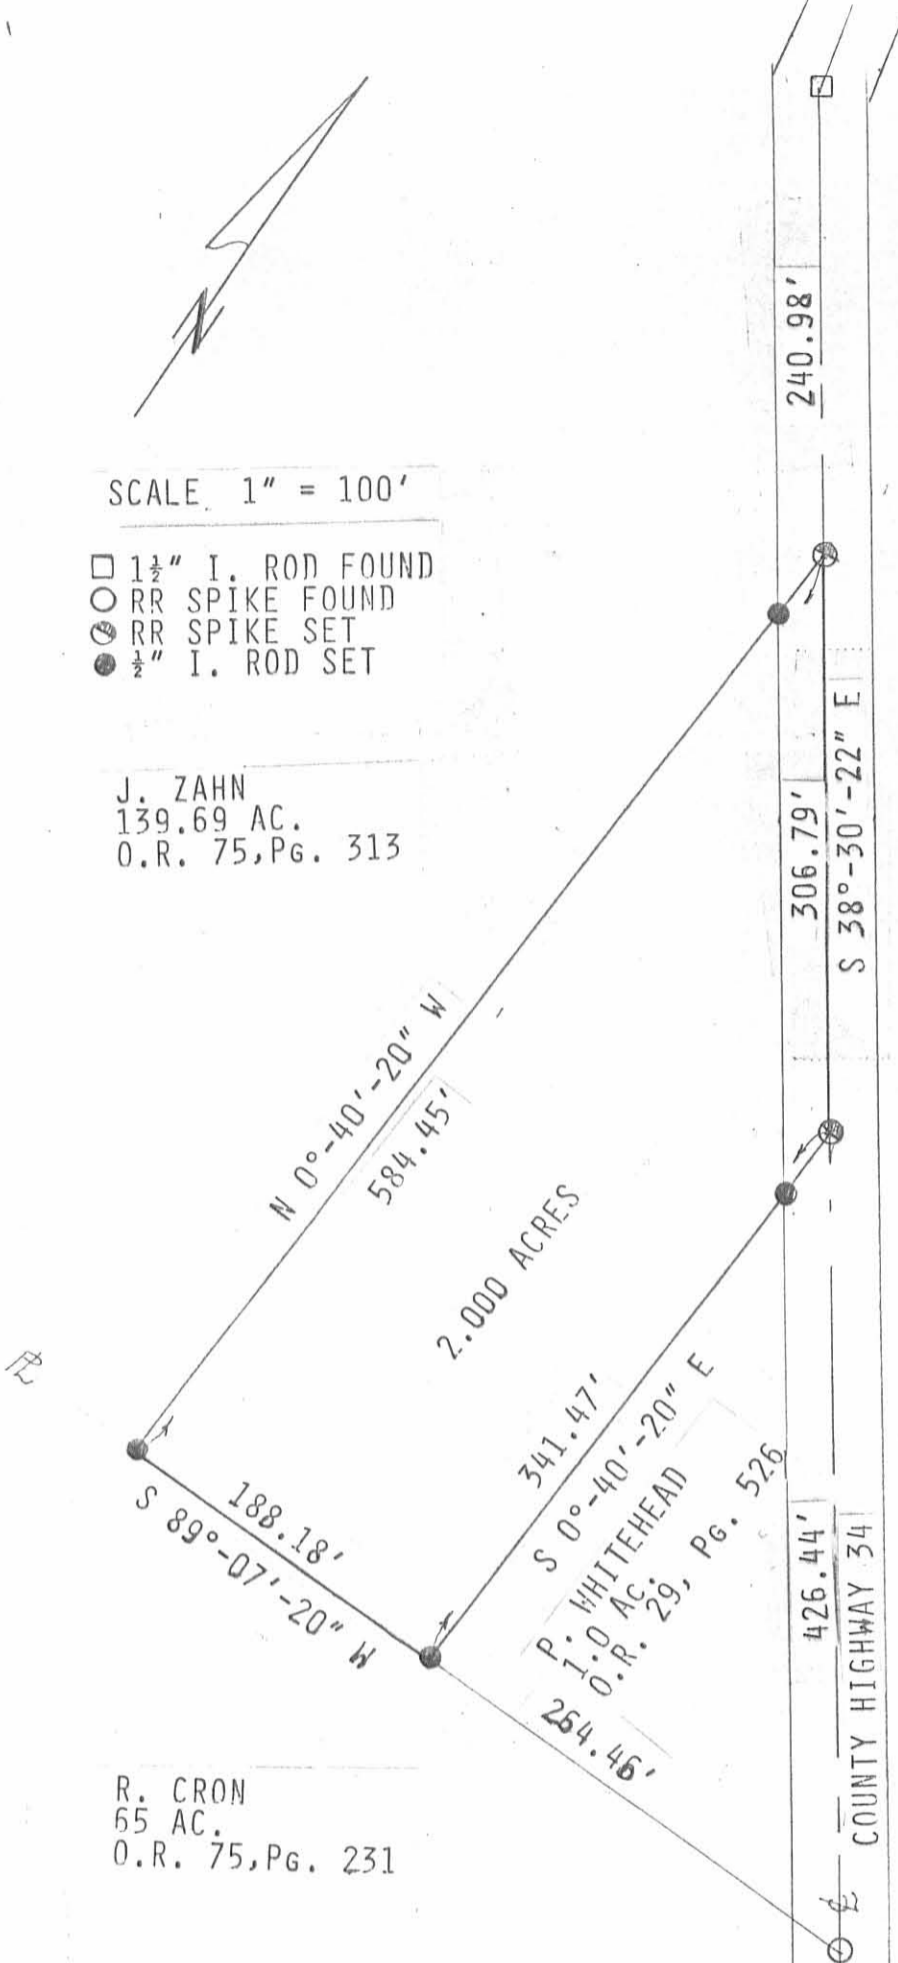 N
240.98'
SCALE 1" = 100'
1½" I. ROD FOUND
RR SPIKE FOUND
RR SPIKE SET
½" I. ROD SET
J. ZAHN
139.69 AC.
O.R. 75,PG. 313
306.79'
S 38°-30'-22" E
N 0°-40'-20" W
584.45'
2.000 ACRES
PL
341.47'
S 0°-40'-20" E
P. WHITEHEAD
1.0 AC.
O.R. 29, PG. 526
188.18'
S 89°-07'-20" W
264.46'
426.44'
COUNTY HIGHWAY 34
R. CRON
65 AC.
O.R. 75,PG. 231
℄